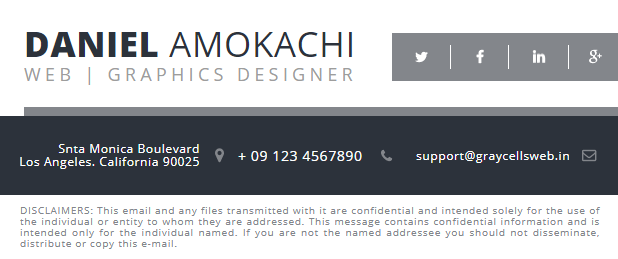 DANIEL AMOKACHI
WEB | GRAPHICS DESIGNER
Snta Monica Boulevard
Los Angeles. California 90025
+ 09 123 4567890
support@graycellsweb.in
DISCLAIMERS: This email and any files transmitted with it are confidential and intended solely for the use of
the individual or entity to whom they are addressed. This message contains confidential information and is
intended only for the individual named. If you are not the named addressee you should not disseminate,
distribute or copy this e-mail.